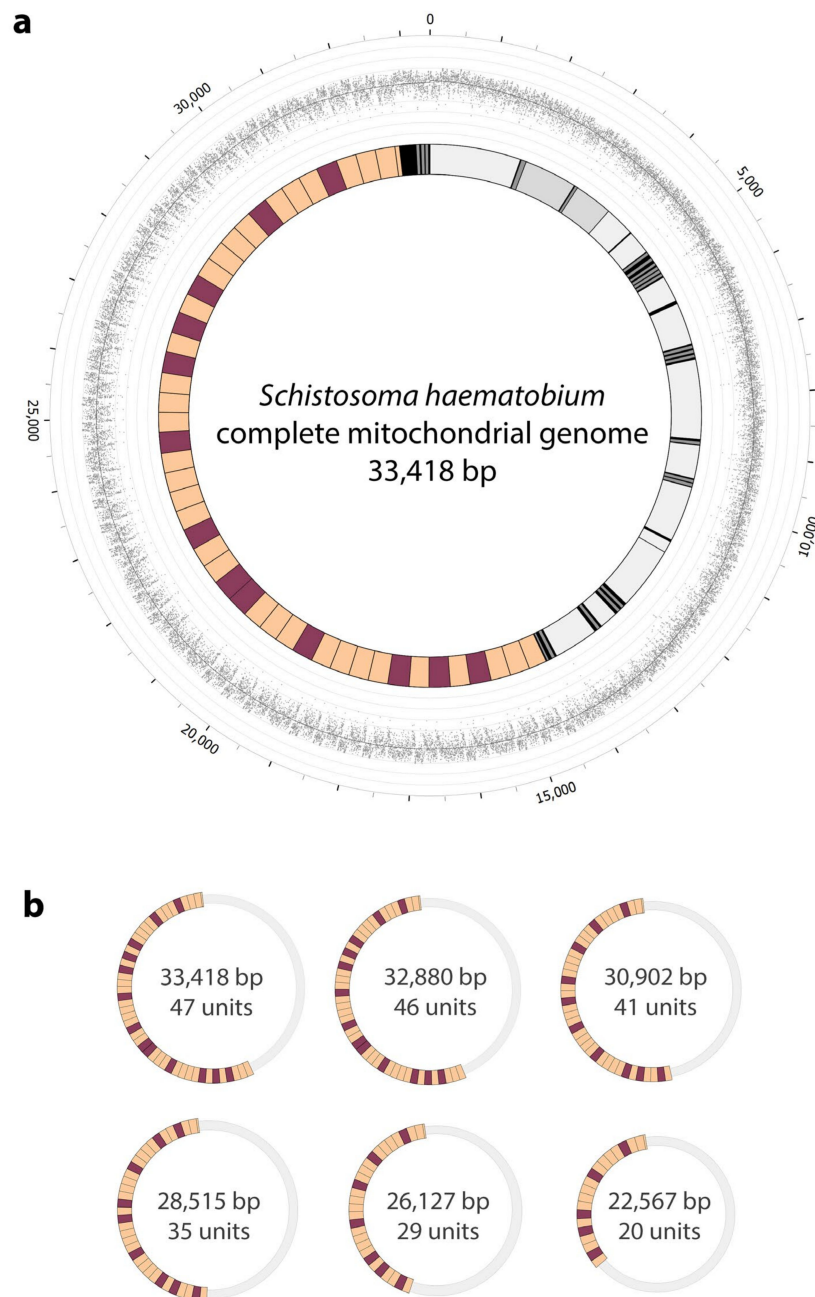 a
0
5,000
10,000
15,000
20,000
25,000
30,000
Schistosoma haematobium
complete mitochondrial genome
33,418 bp
b
33,418 bp
47 units
32,880 bp
46 units
30,902 bp
41 units
28,515 bp
35 units
26,127 bp
29 units
22,567 bp
20 units